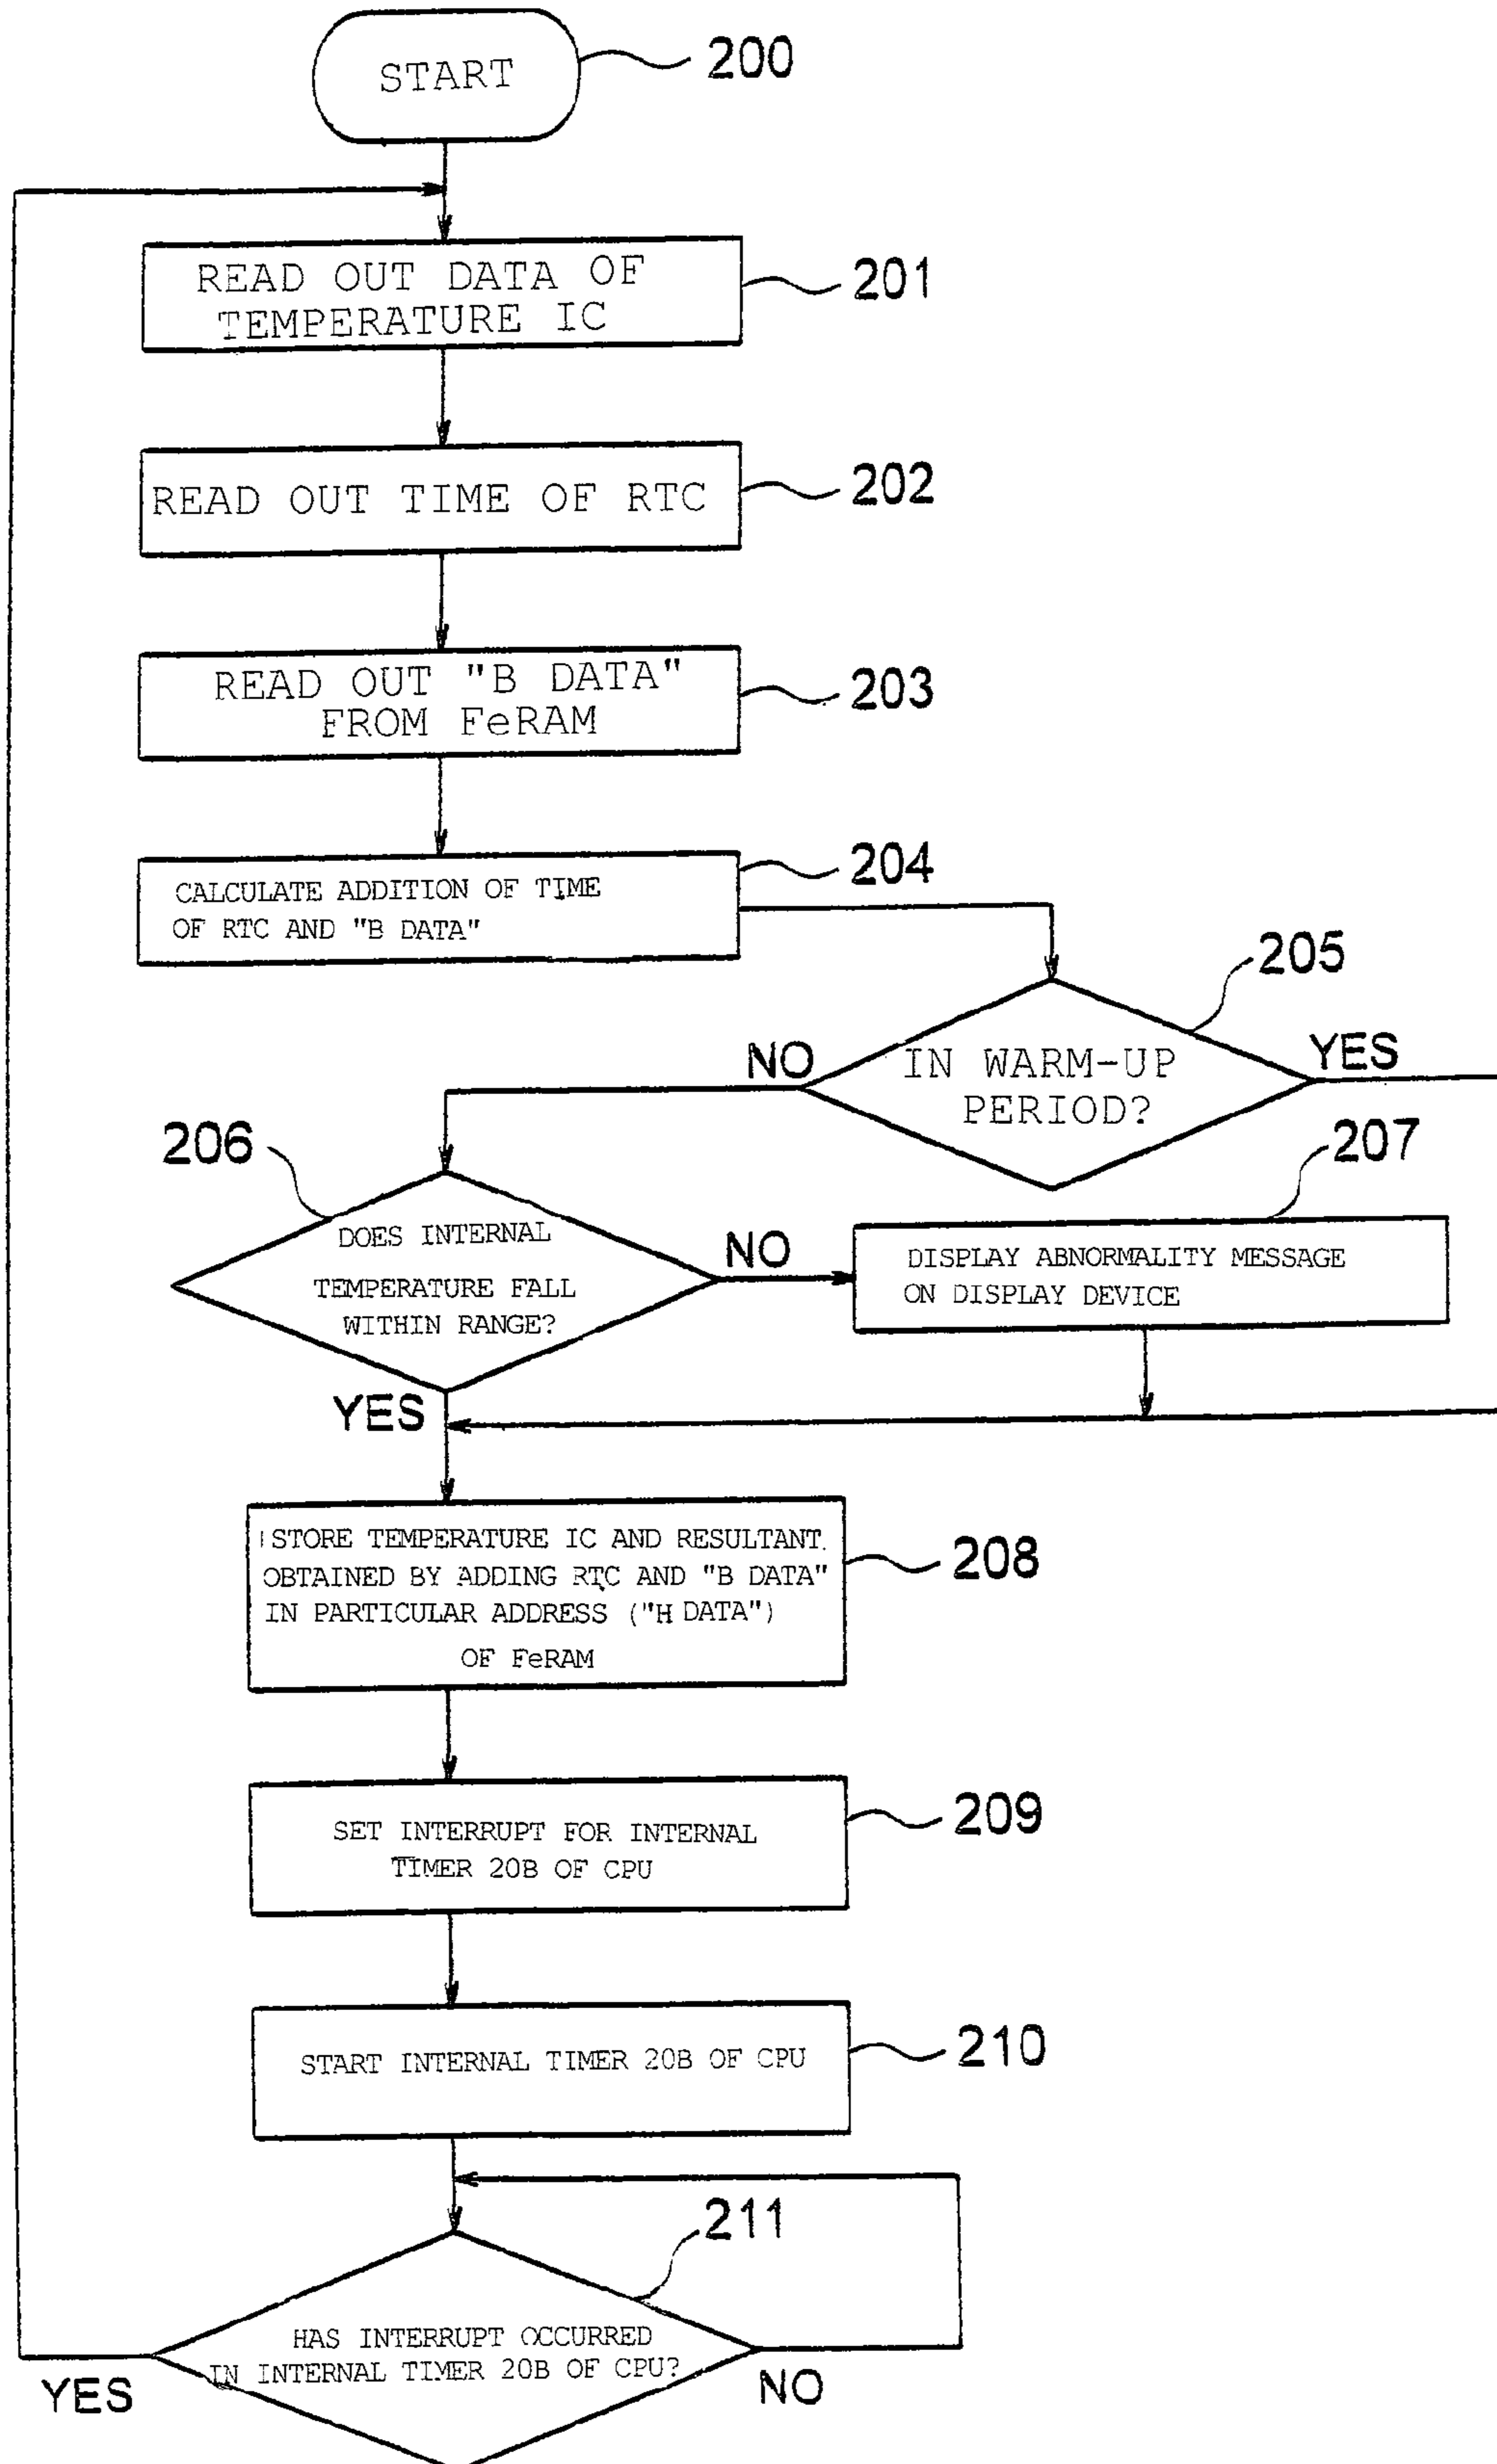 START
200
READ OUT DATA OF
TEMPERATURE IC
201
READ OUT TIME OF RTC
202
READ OUT "B DATA"
FROM FeRAM
203
CALCULATE ADDITION OF TIME
OF RTC AND "B DATA"
204
205
IN WARM-UP
PERIOD?
NO
YES
206
DOES INTERNAL
TEMPERATURE FALL
WITHIN RANGE?
NO
YES
207
DISPLAY ABNORMALITY MESSAGE
ON DISPLAY DEVICE
STORE TEMPERATURE IC AND RESULTANT
OBTAINED BY ADDING RTC AND "B DATA"
IN PARTICULAR ADDRESS ("H DATA")
OF FeRAM
208
SET INTERRUPT FOR INTERNAL
TIMER 20B OF CPU
209
START INTERNAL TIMER 20B OF CPU
210
211
HAS INTERRUPT OCCURRED
IN INTERNAL TIMER 20B OF CPU?
YES
NO